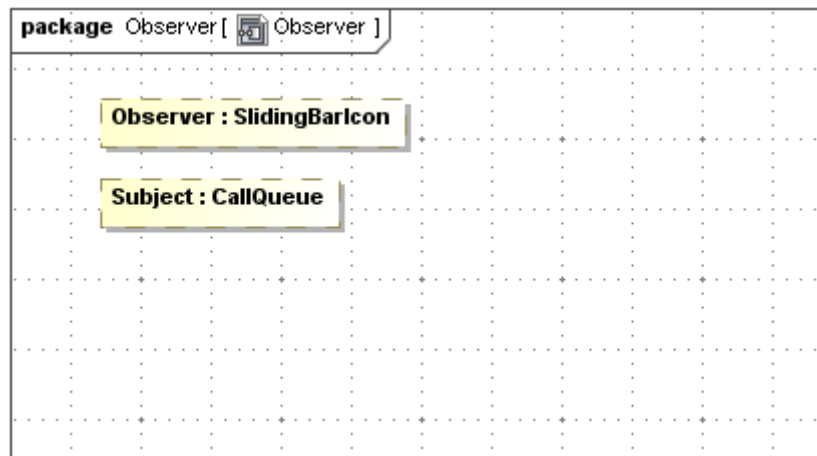 package Observer [ Observer ]
Observer : SlidingBarIcon
Subject : CallQueue